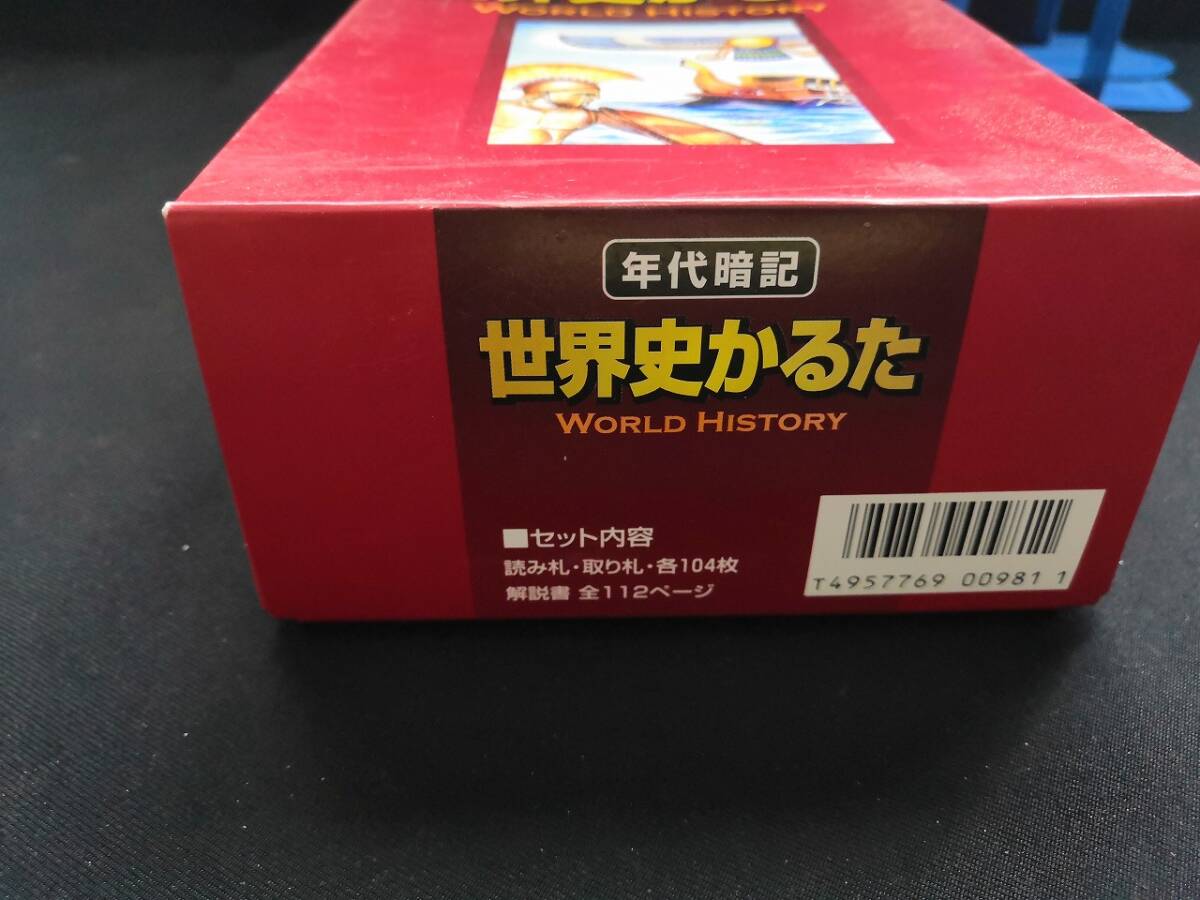 WORLD HISTORY
年代暗記
世界史かるた
WORLD HISTORY
■セット内容
読み札・取り札・各104枚
解説書 全112ページ
T4957769 00981 1